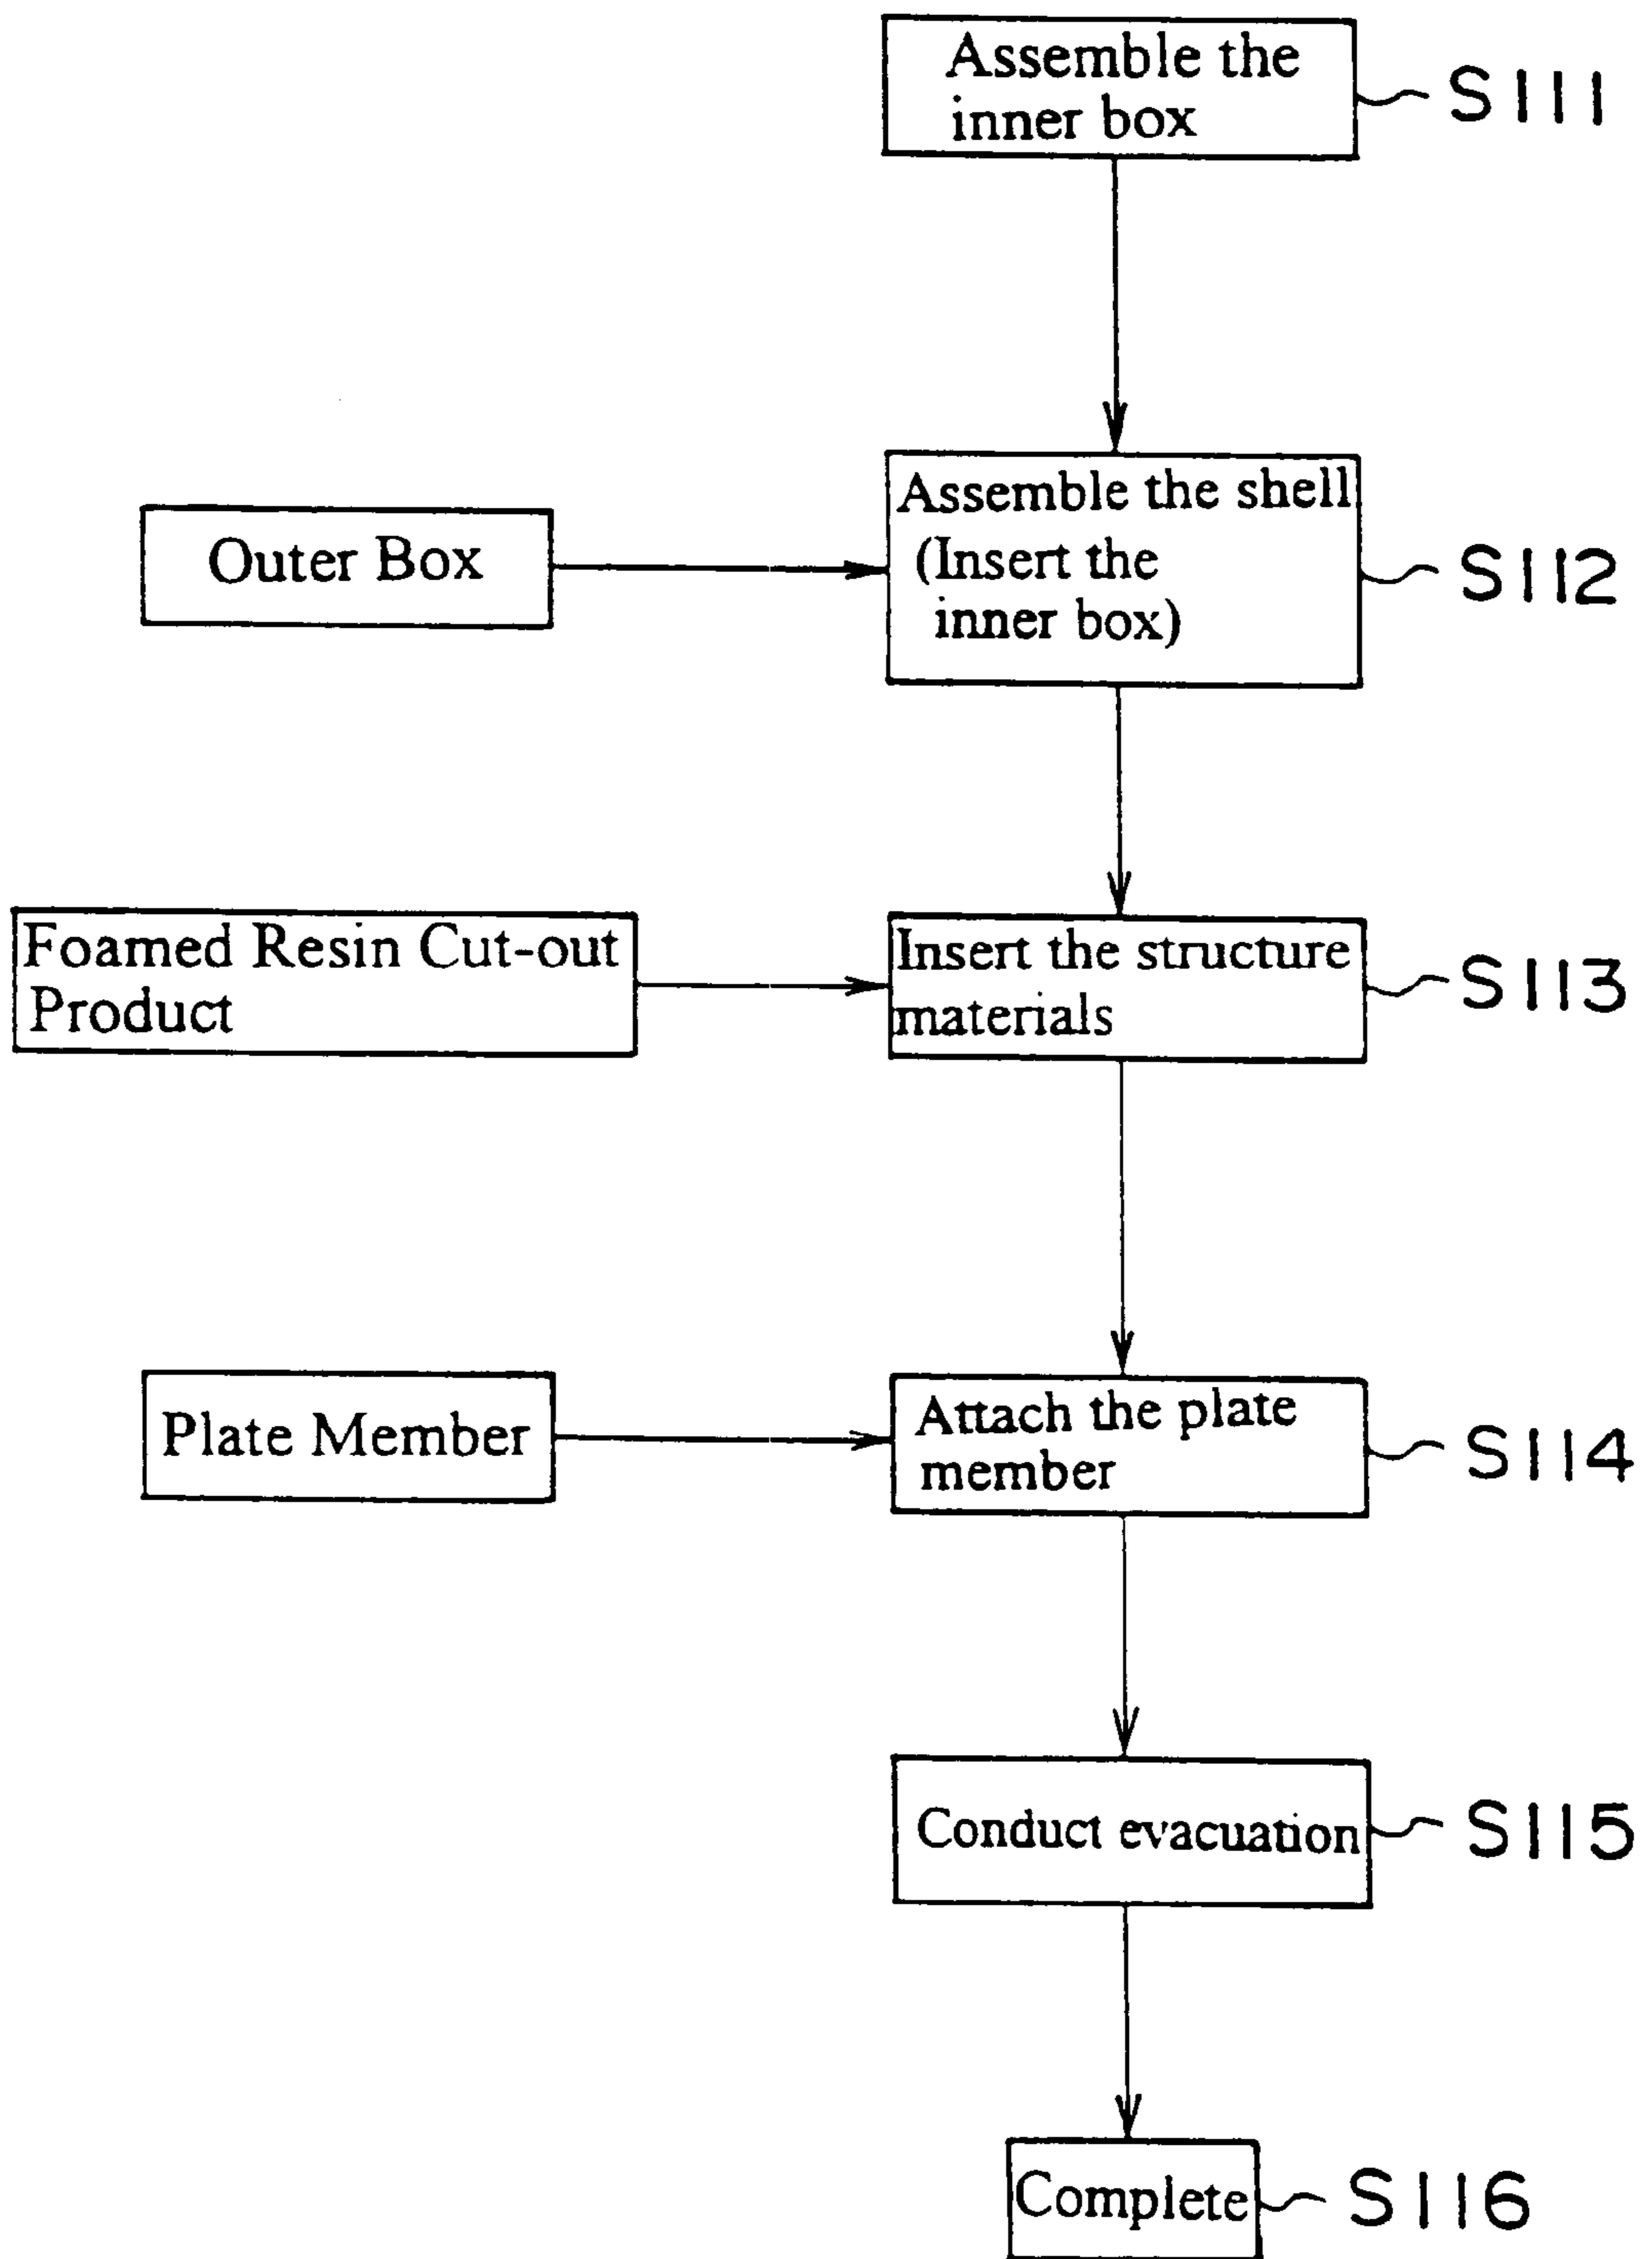 Assemble the
inner box
S111
Outer Box
Assemble the shell
(Insert the
inner box)
S112
Foamed Resin Cut-out
Product
Insert the structure
materials
S113
Plate Member
Attach the plate
member
S114
Conduct evacuation
S115
Complete
S116